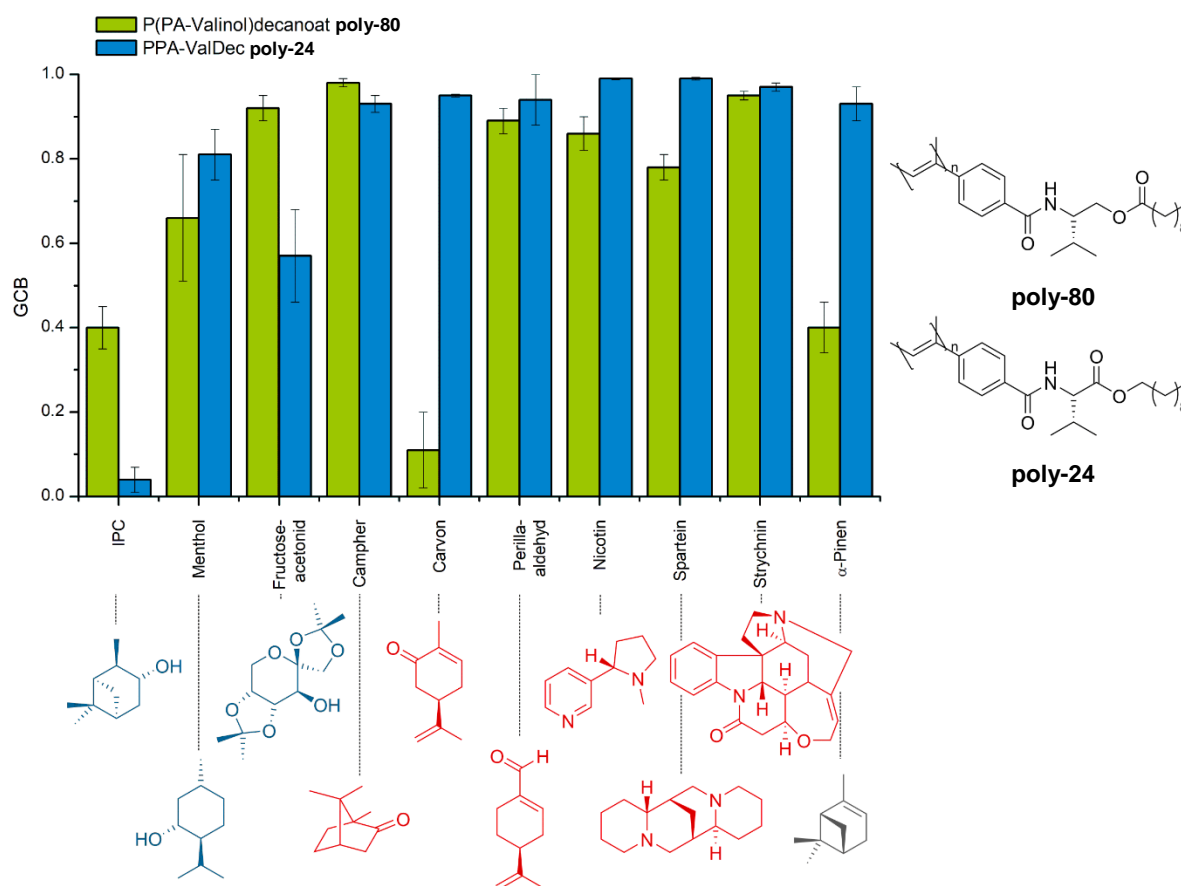 P(PA-Valinol)decanoat poly-80
PPA-ValDec poly-24
1.0
0.8
0.6
0.4
0.2
0.0
GCB
IPC
Menthol
Fructose-
acetonid
Campher
Carvon
Perilla-
aldehyd
Nicotin
Spartein
Strychnin
α-Pinen
n
N
H
O
O
O
poly-80
n
N
H
O
O
O
poly-24
OH
HO
O
O
O
O
O
OH
O
O
O
H
H
N
N
H
N
N
H
N
H
N
H
H
H
O
O